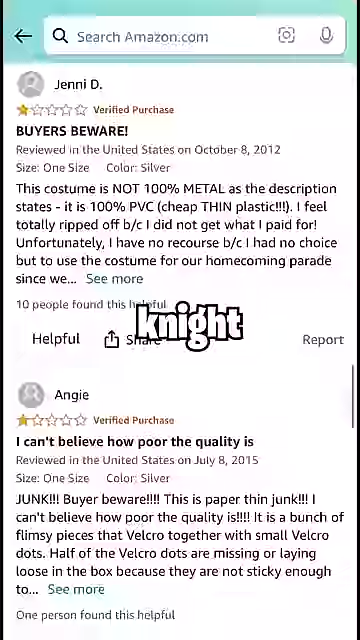 Search Amazon.com
Jenni D.
Verified Purchase
BUYERS BEWARE!
Reviewed in the United States on October 8, 2012
Size: One Size Color: Silver
This costume is NOT 100% METAL as the description
states - it is 100% PVC (cheap THIN plastic!!!). I feel
totally ripped off b/c I did not get what I paid for!
Unfortunately, I have no recourse b/c I had no choice
but to use the costume for our homecoming parade
since we... See more
10 people found this helpful
knight
Helpful Share Report
Angie
Verified Purchase
I can't believe how poor the quality is
Reviewed in the United States on July 8, 2015
Size: One Size Color: Silver
JUNK!!! Buyer beware!!!! This is paper thin junk!!! I
can't believe how poor the quality is!!!! It is a bunch of
flimsy pieces that Velcro together with small Velcro
dots. Half of the Velcro dots are missing or laying
loose in the box because they are not sticky enough
to... See more
One person found this helpful